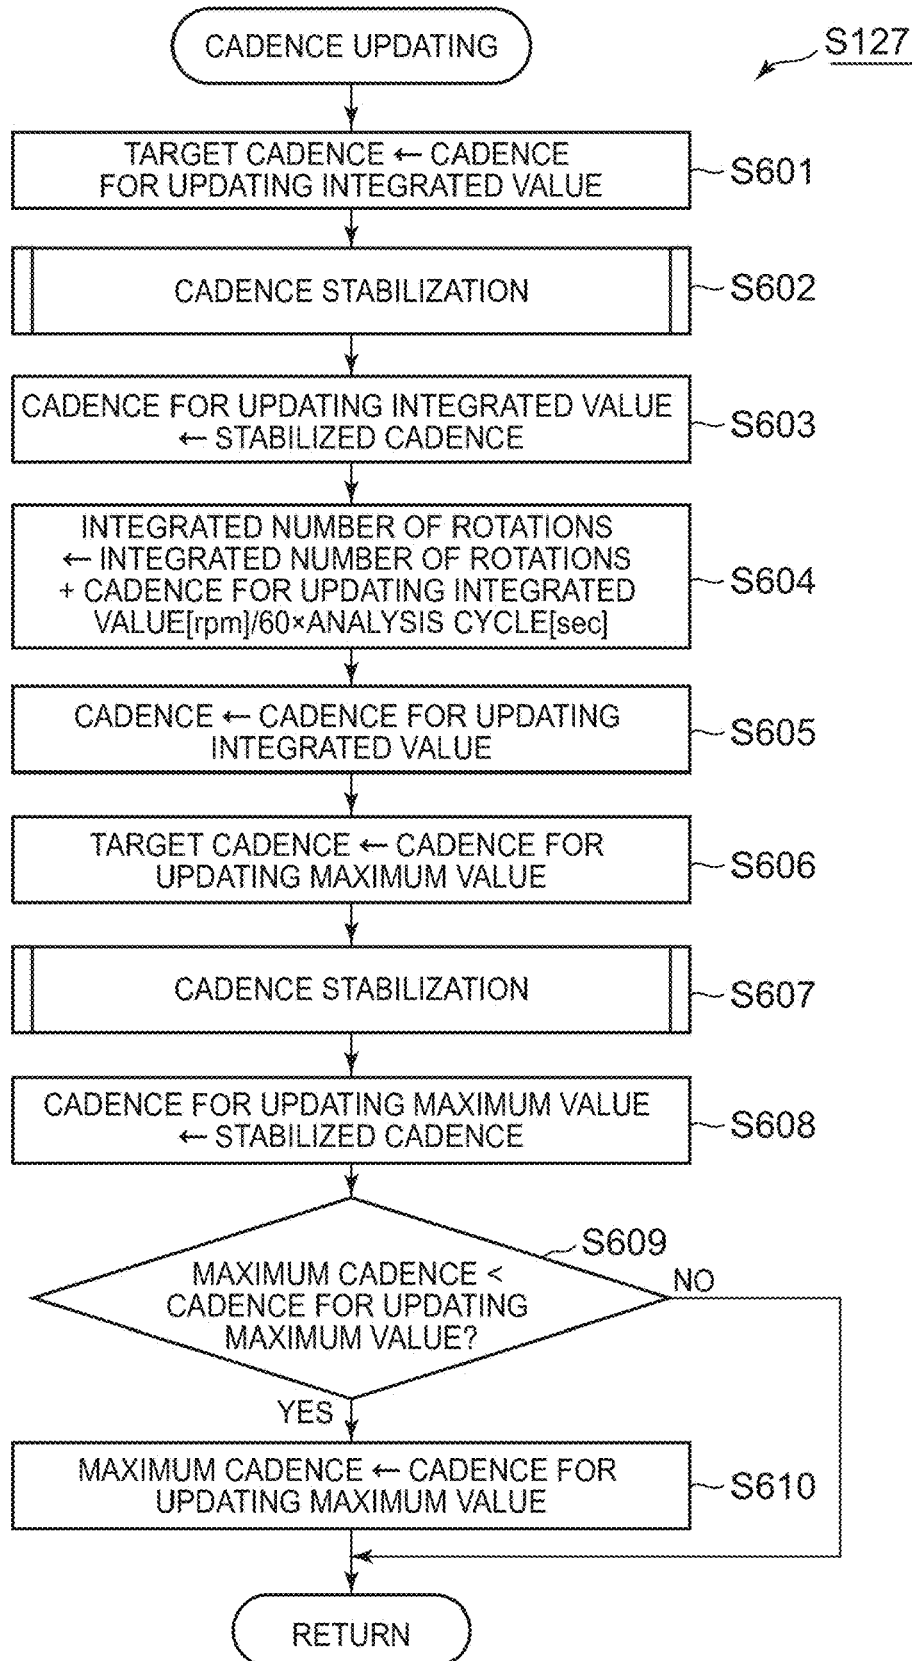 CADENCE UPDATING
S127
TARGET CADENCE ← CADENCE
FOR UPDATING INTEGRATED VALUE
S601
CADENCE STABILIZATION
S602
CADENCE FOR UPDATING INTEGRATED VALUE
← STABILIZED CADENCE
S603
INTEGRATED NUMBER OF ROTATIONS
← INTEGRATED NUMBER OF ROTATIONS
+ CADENCE FOR UPDATING INTEGRATED
VALUE[rpm]/60×ANALYSIS CYCLE[sec]
S604
CADENCE ← CADENCE FOR UPDATING
INTEGRATED VALUE
S605
TARGET CADENCE ← CADENCE FOR
UPDATING MAXIMUM VALUE
S606
CADENCE STABILIZATION
S607
CADENCE FOR UPDATING MAXIMUM VALUE
← STABILIZED CADENCE
S608
S609
MAXIMUM CADENCE <
CADENCE FOR UPDATING
MAXIMUM VALUE?
NO
YES
MAXIMUM CADENCE ← CADENCE FOR
UPDATING MAXIMUM VALUE
S610
RETURN